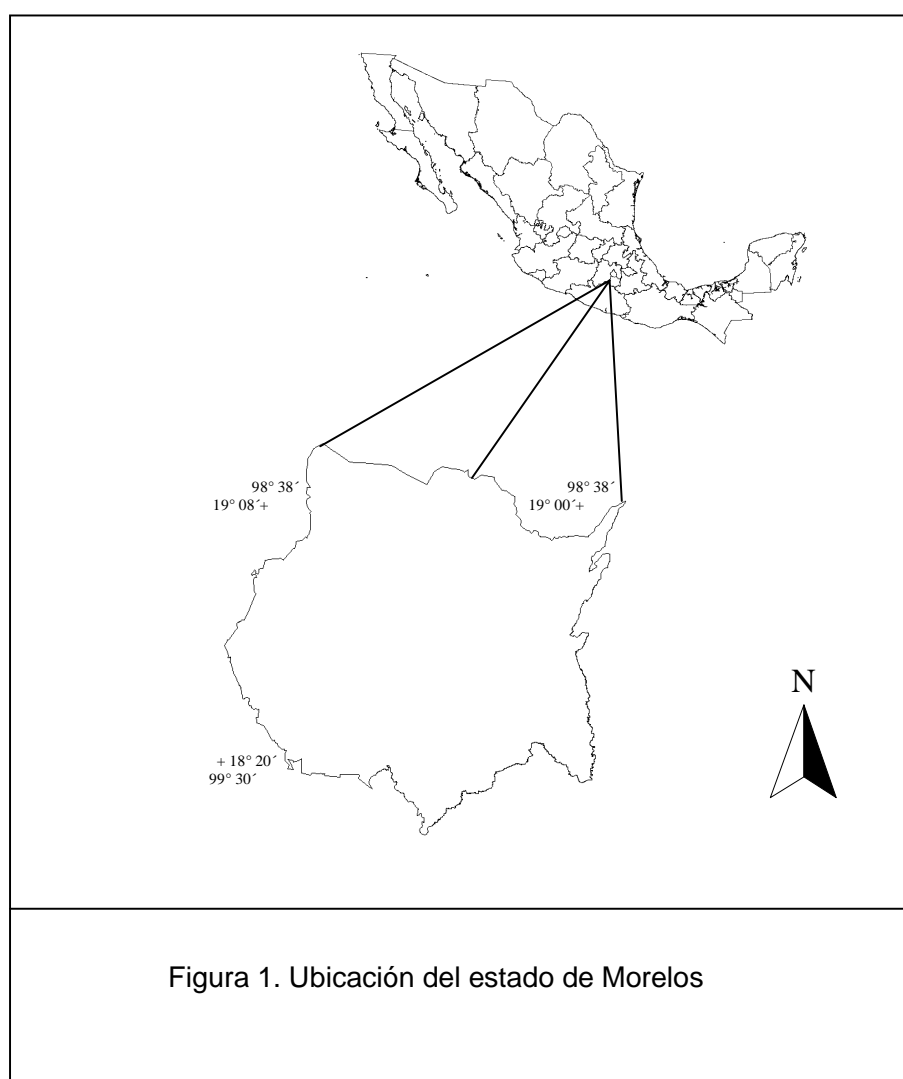 98° 38´
19° 08´+
98° 38´
19° 00´+
N
+ 18° 20´
99° 30´
Figura 1. Ubicación del estado de Morelos